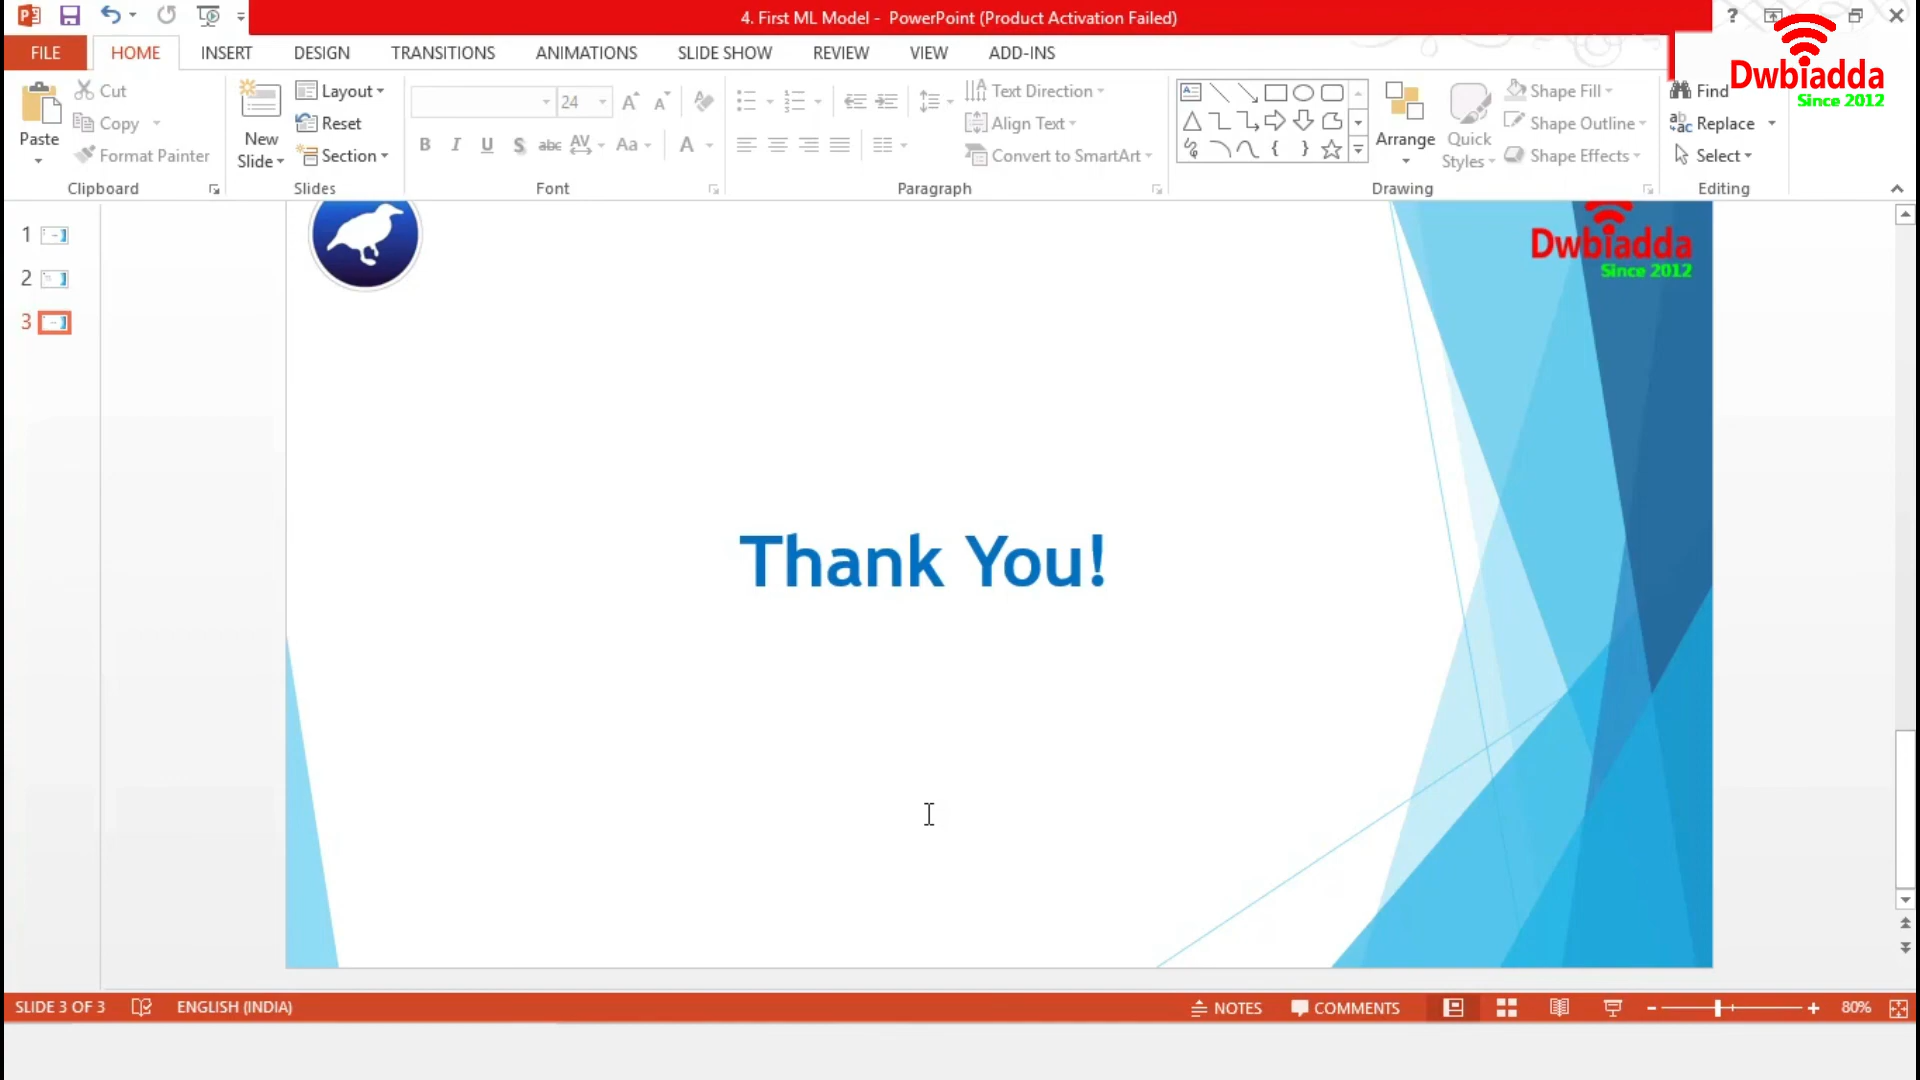 4. First ML Model - PowerPoint (Product Activation Failed)
?
FILE
HOME
INSERT
DESIGN
TRANSITIONS
ANIMATIONS
SLIDE SHOW
REVIEW
VIEW
ADD-INS
Dwbiadda
Since 2012
Paste
Cut
Copy
Format Painter
Clipboard
New
Slide
Layout
Reset
Section
Slides
24
B I U S abc AV Aa A
Font
Text Direction
Align Text
Convert to SmartArt
Paragraph
Arrange
Quick
Styles
Shape Fill
Shape Outline
Shape Effects
Drawing
Find
Replace
Select
Editing
1
2
3
Dwbiadda
Since 2012
Thank You!
SLIDE 3 OF 3
ENGLISH (INDIA)
NOTES
COMMENTS
80%